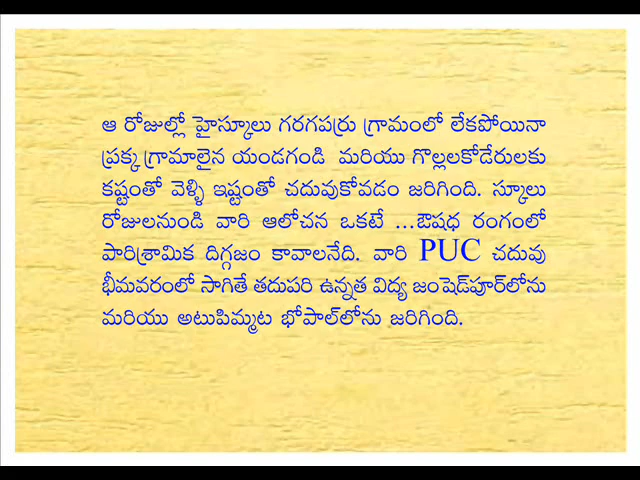 ఆ రోజుల్లో హైస్కూలు గరగపర్రు గ్రామంలో లేకపోయినా
ప్రక్క గ్రామాలైన యండగండి మరియు గొల్లలకోడేరులకు
కష్టంతో వెళ్ళి ఇష్టంతో చదువుకోవడం జరిగింది. స్కూలు
రోజులనుండి వారి ఆలోచన ఒకటే ...ఔషధ రంగంలో
పారిశ్రామిక దిగ్గజం కావాలనేది. వారి PUC చదువు
భీమవరంలో సాగితే తదుపరి ఉన్నత విద్య జంషెడ్‌పూర్‌లోను
మరియు అటుపిమ్మట భోపాల్‌లోను జరిగింది.